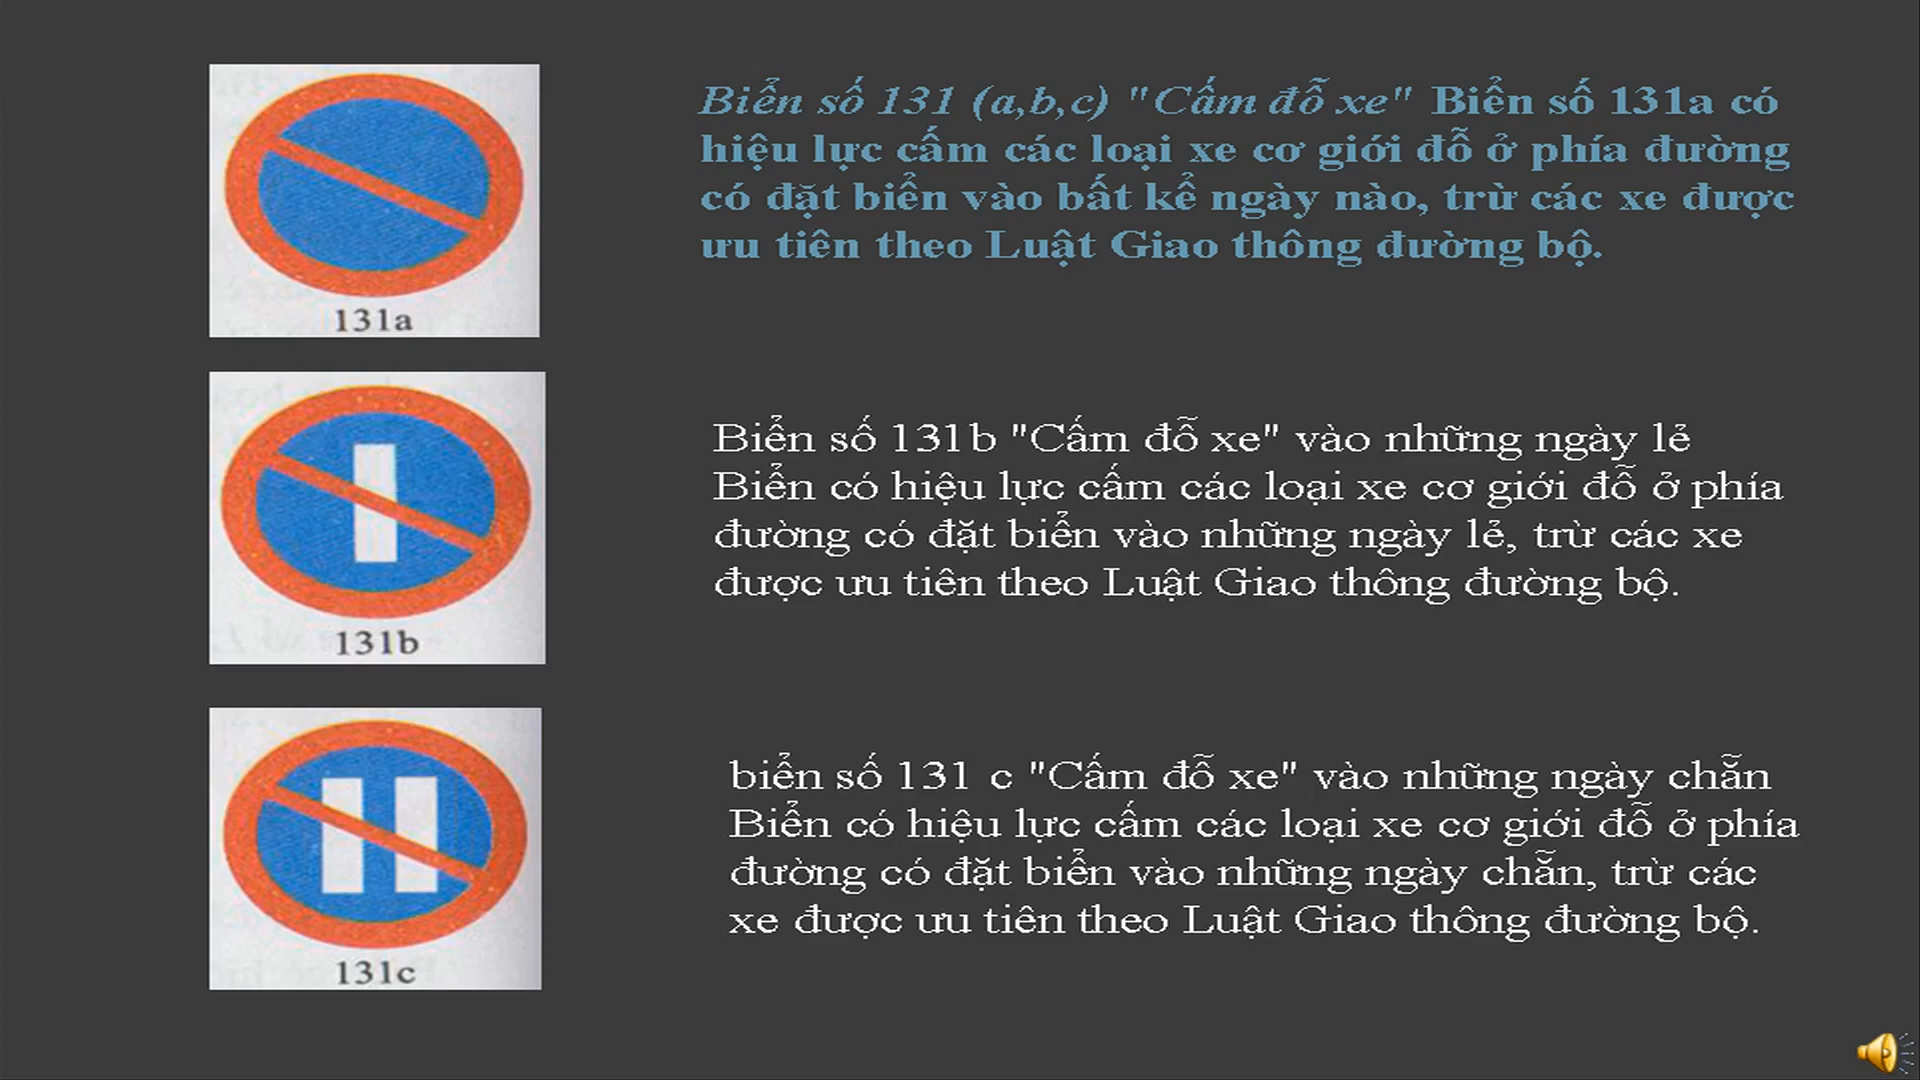 131a
Biển số 131 (a,b,c) "Cấm đỗ xe" Biển số 131a có
hiệu lực cấm các loại xe cơ giới đỗ ở phía đường
có đặt biển vào bất kể ngày nào, trừ các xe được
ưu tiên theo Luật Giao thông đường bộ.
131b
Biển số 131b "Cấm đỗ xe" vào những ngày lẻ
Biển có hiệu lực cấm các loại xe cơ giới đỗ ở phía
đường có đặt biển vào những ngày lẻ, trừ các xe
được ưu tiên theo Luật Giao thông đường bộ.
131c
biển số 131 c "Cấm đỗ xe" vào những ngày chẵn
Biển có hiệu lực cấm các loại xe cơ giới đỗ ở phía
đường có đặt biển vào những ngày chẵn, trừ các
xe được ưu tiên theo Luật Giao thông đường bộ.